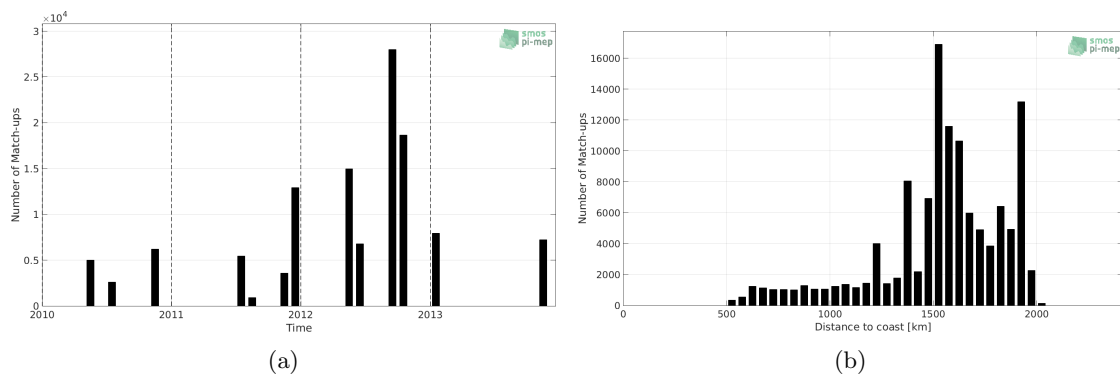 ×10⁴
3
2.5
2
1.5
1
0.5
0
2010 2011 2012 2013
Time
Number of Match-ups
smos
pi-mep
(a)
16000
14000
12000
10000
8000
6000
4000
2000
0
0 500 1000 1500 2000
Distance to coast [km]
Number of Match-ups
smos
pi-mep
(b)